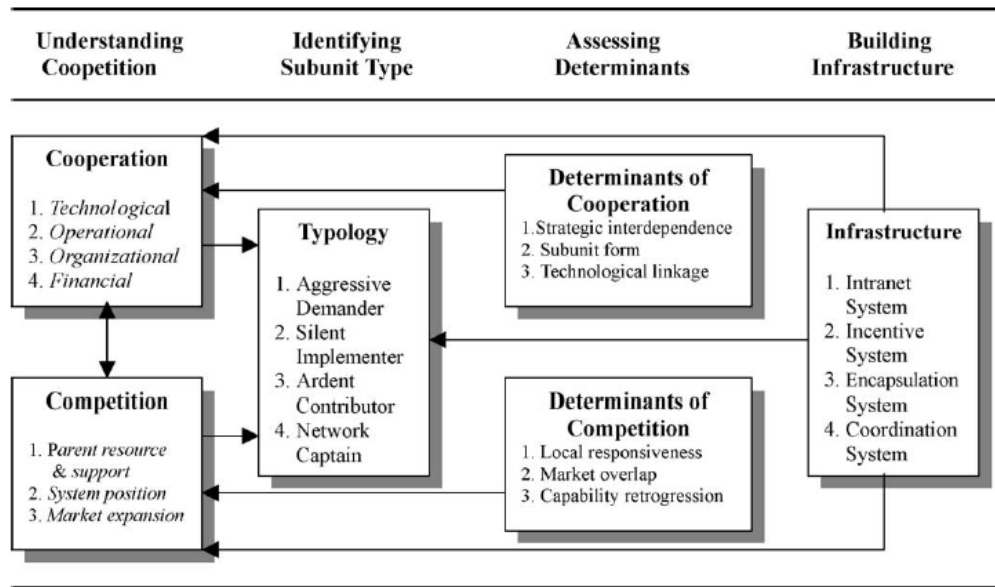 Understanding
Coopetition
Identifying
Subunit Type
Assessing
Determinants
Building
Infrastructure
Cooperation
1. Technological
2. Operational
3. Organizational
4. Financial
Competition
1. Parent resource
& support
2. System position
3. Market expansion
Typology
1. Aggressive
Demander
2. Silent
Implementer
3. Ardent
Contributor
4. Network
Captain
Determinants of
Cooperation
1.Strategic interdependence
2. Subunit form
3. Technological linkage
Determinants of
Competition
1. Local responsiveness
2. Market overlap
3. Capability retrogression
Infrastructure
1. Intranet
System
2. Incentive
System
3. Encapsulation
System
4. Coordination
System